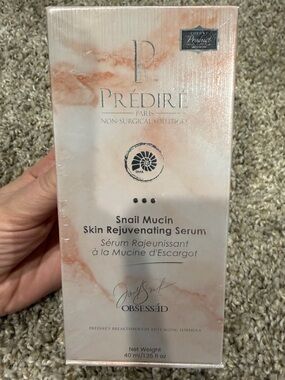 Product
P
PRÉDIRE
PARIS
NON-SURGICAL
Snail Mucin
Skin Rejuvenating Serum
Sérum Rajeunissant
à la Mucine d'Escargot
OBSESSED
Net Weight
40 ml/1.35 fl oz